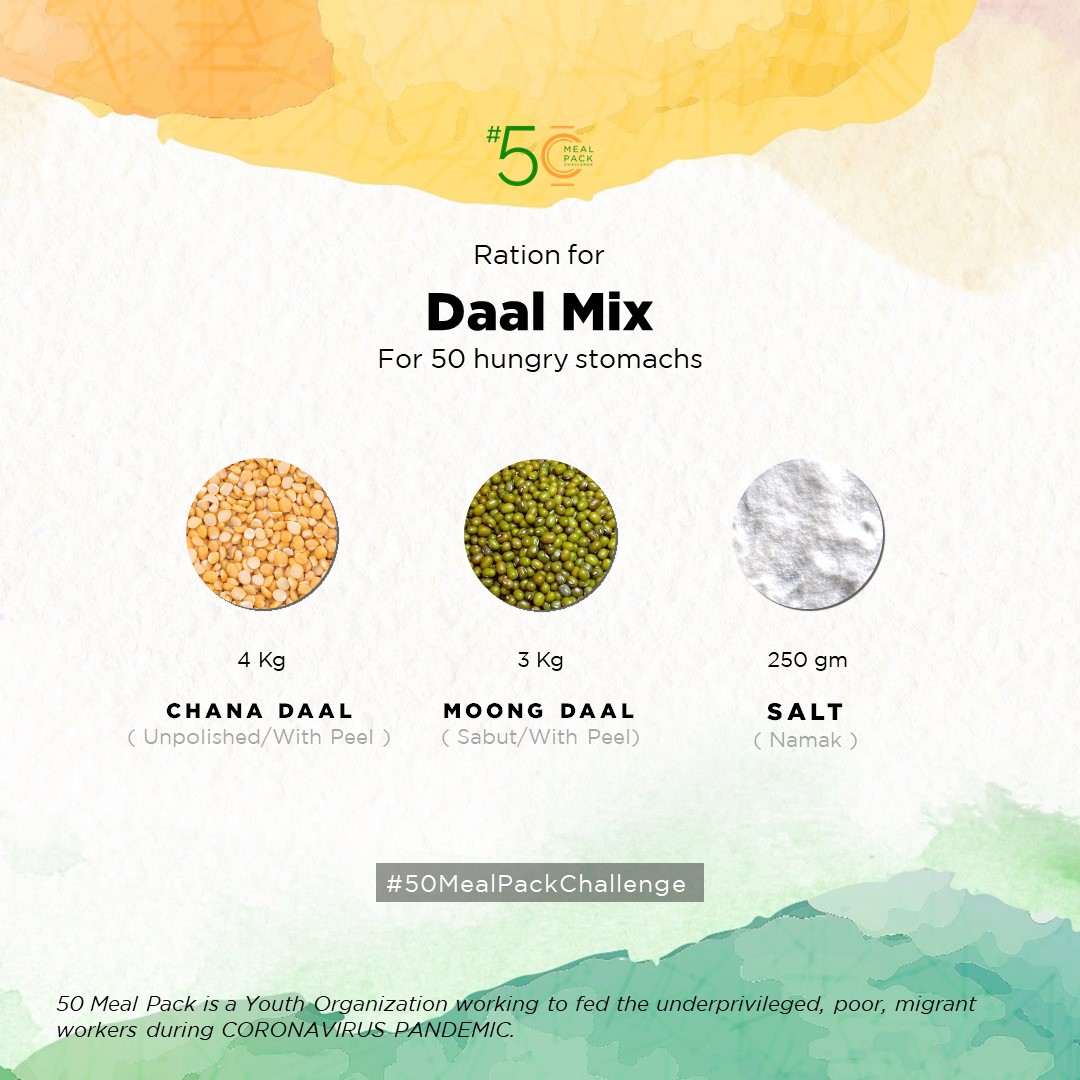 #50 MEAL
PACK
CHALLENGE
Ration for
Daal Mix
For 50 hungry stomachs
4 Kg
3 Kg
250 gm
CHANA DAAL
MOONG DAAL
SALT
( Unpolished/With Peel )
( Sabut/With Peel)
( Namak )
#50MealPackChallenge
50 Meal Pack is a Youth Organization working to fed the underprivileged, poor, migrant
workers during CORONAVIRUS PANDEMIC.